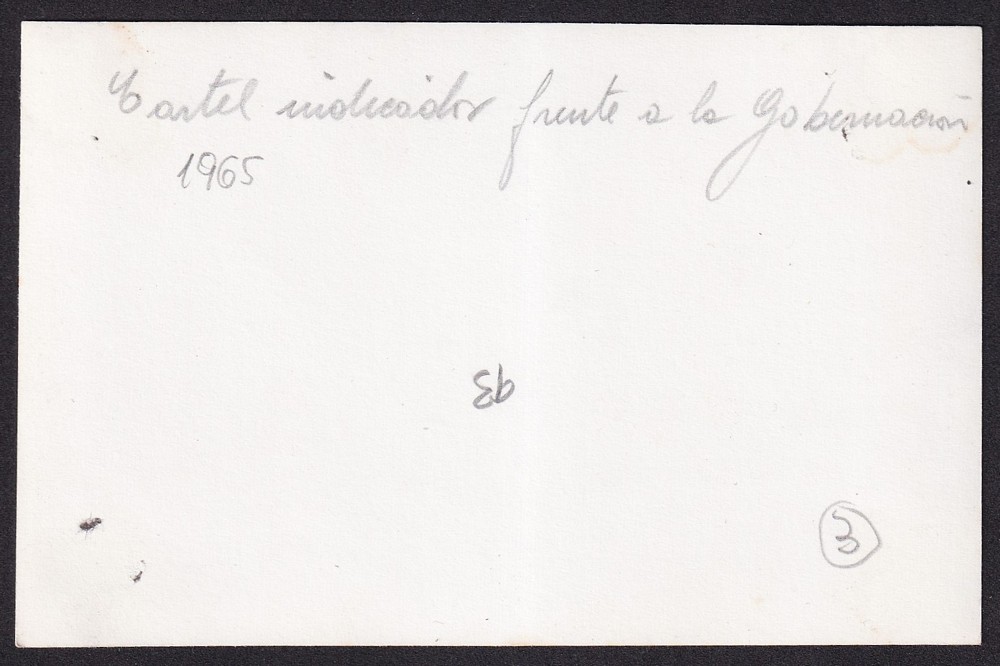 Cartel indicador frente a la Gobernación
1965
93
3